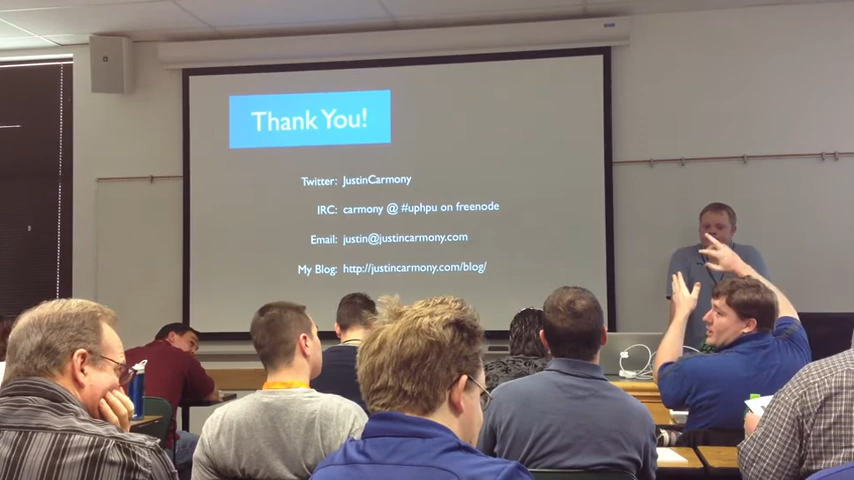 Thank You!
Twitter: JustinCarmony
IRC: carmony @ #uphpu on freenode
Email: justin@justincarmony.com
My Blog: http://justincarmony.com/blog/